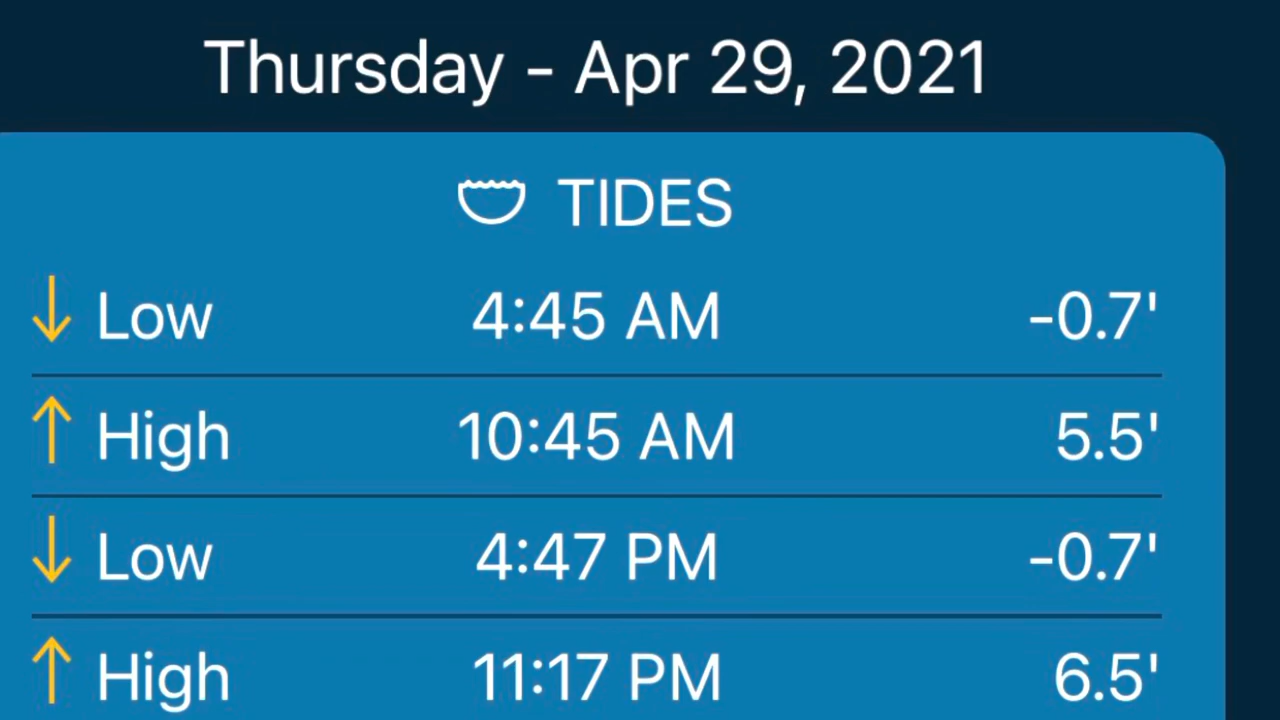 Thursday - Apr 29, 2021
TIDES
Low 4:45 AM -0.7'
High 10:45 AM 5.5'
Low 4:47 PM -0.7'
High 11:17 PM 6.5'